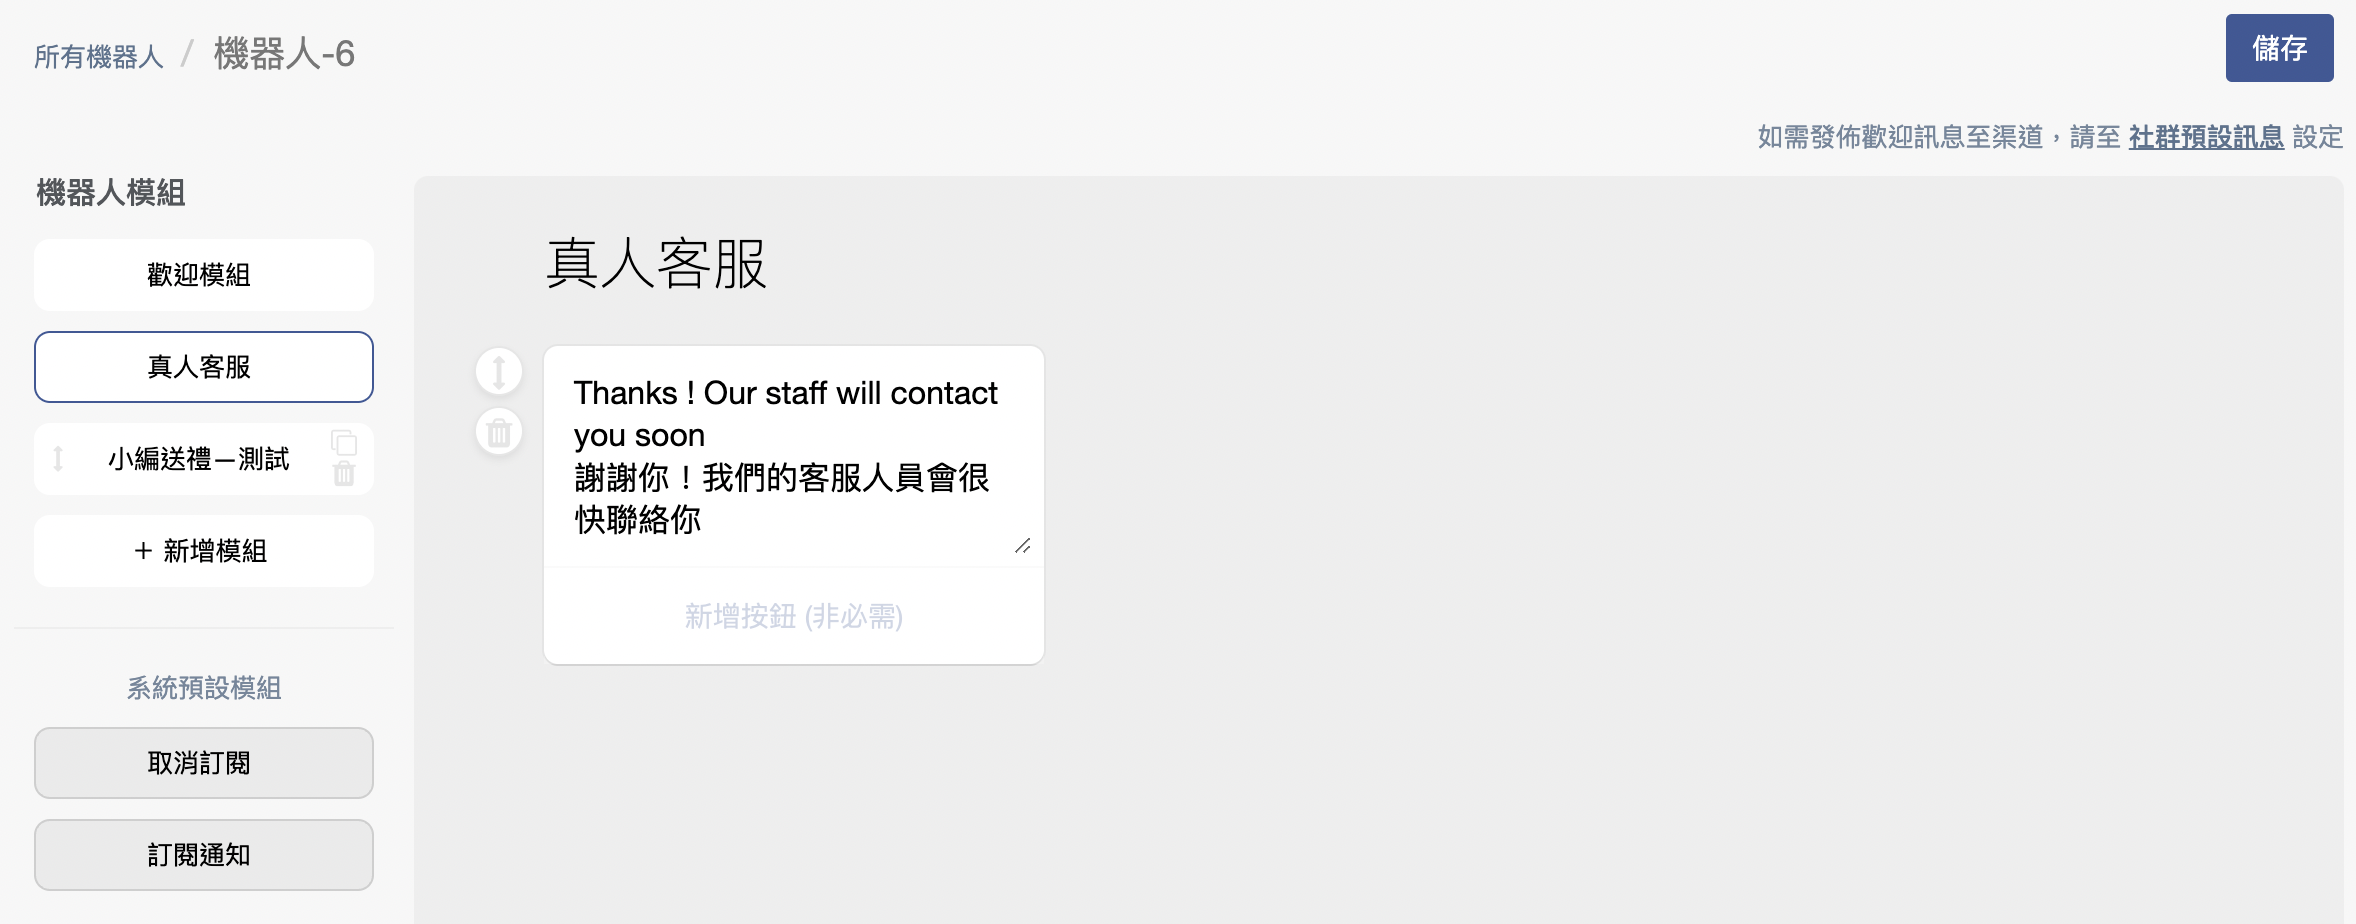 所有機器人 / 機器人-6
儲存
如需發佈歡迎訊息至渠道，請至 社群預設訊息 設定
機器人模組
歡迎模組
真人客服
小編送禮—測試
+ 新增模組
系統預設模組
取消訂閱
訂閱通知
真人客服
Thanks ! Our staff will contact
you soon
謝謝你！我們的客服人員會很
快聯絡你
新增按鈕 (非必需)